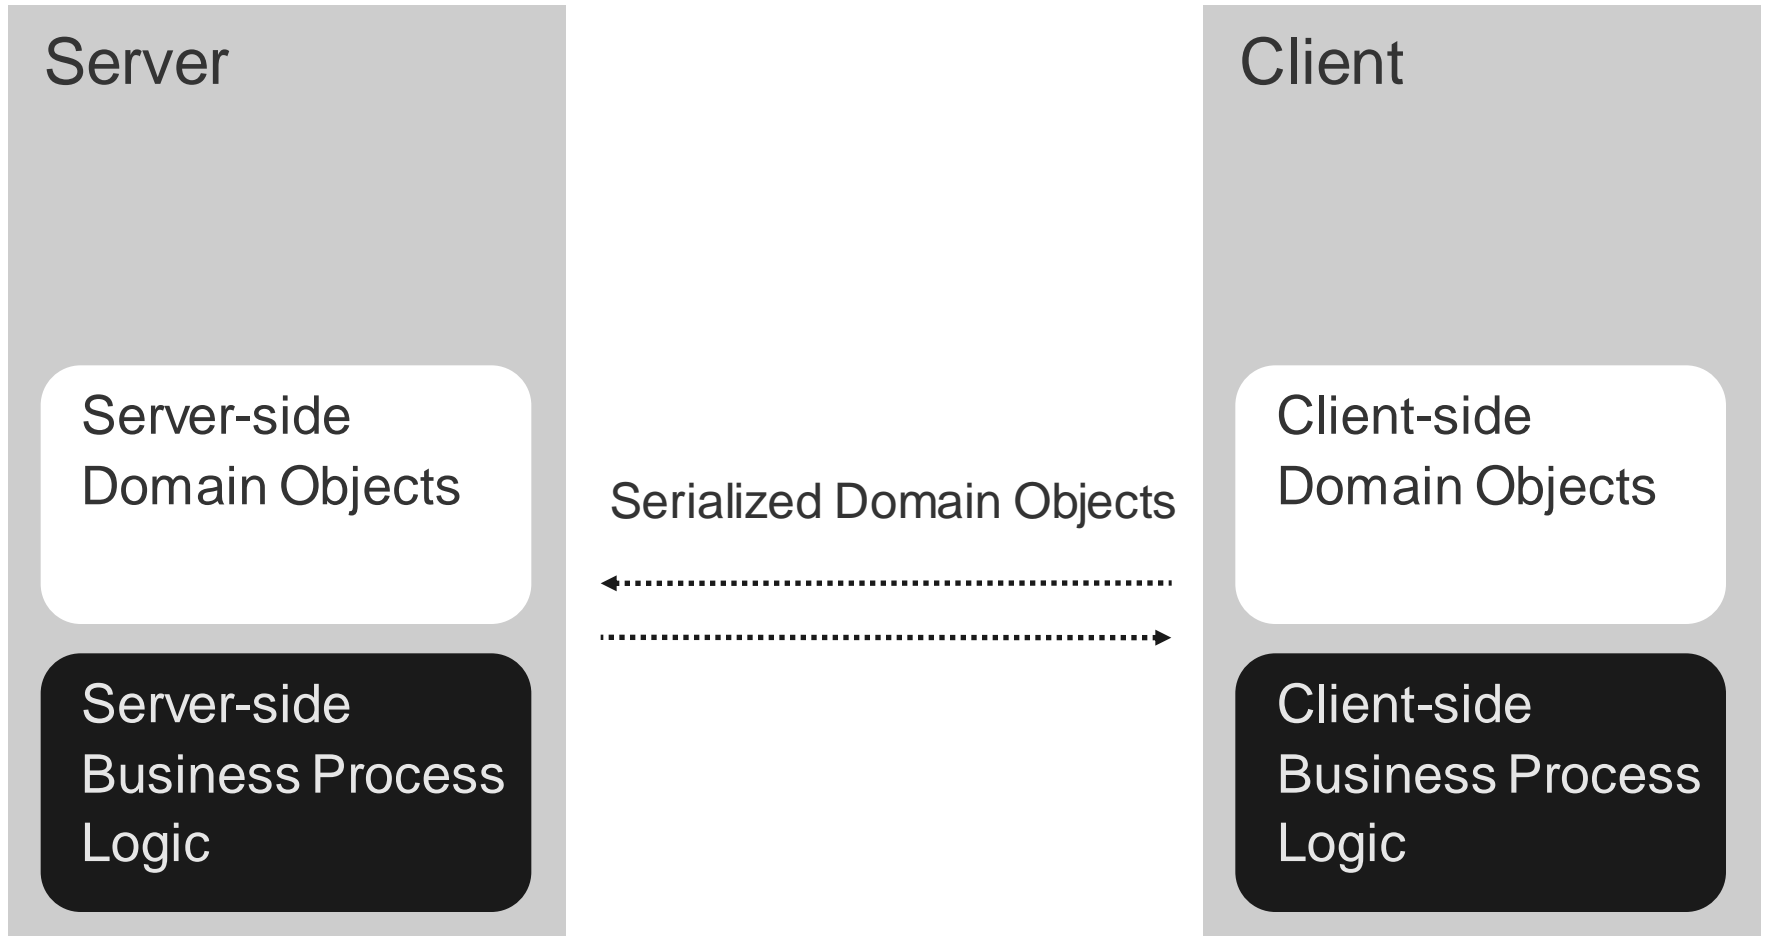 Server
Server-side
Domain Objects
Server-side
Business Process
Logic
Serialized Domain Objects
Client
Client-side
Domain Objects
Client-side
Business Process
Logic